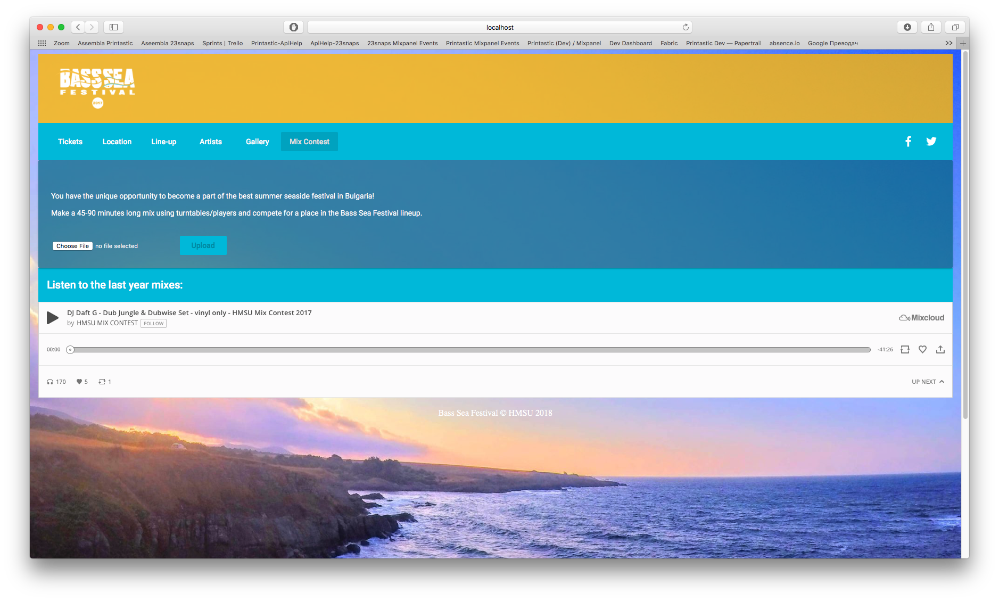 localhost
Zoom Assembla Printastic Aseembla 23snaps Sprints | Trello Printastic-ApiHelp ApiHelp-23snaps 23snaps Mixpanel Events Printastic Mixpanel Events Printastic (Dev) / Mixpanel Dev Dashboard Fabric Printastic Dev — Papertrail absence.io Google Преводач
BASS SEA
FESTIVAL
2017
Tickets Location Line-up Artists Gallery Mix Contest
You have the unique opportunity to become a part of the best summer seaside festival in Bulgaria!
Make a 45-90 minutes long mix using turntables/players and compete for a place in the Bass Sea Festival lineup.
Choose File no file selected Upload
Listen to the last year mixes:
DJ Daft G - Dub Jungle & Dubwise Set - vinyl only - HMSU Mix Contest 2017
by HMSU MIX CONTEST FOLLOW
Mixcloud
00:00 -41:26
170 5 1 UP NEXT
Bass Sea Festival © HMSU 2018